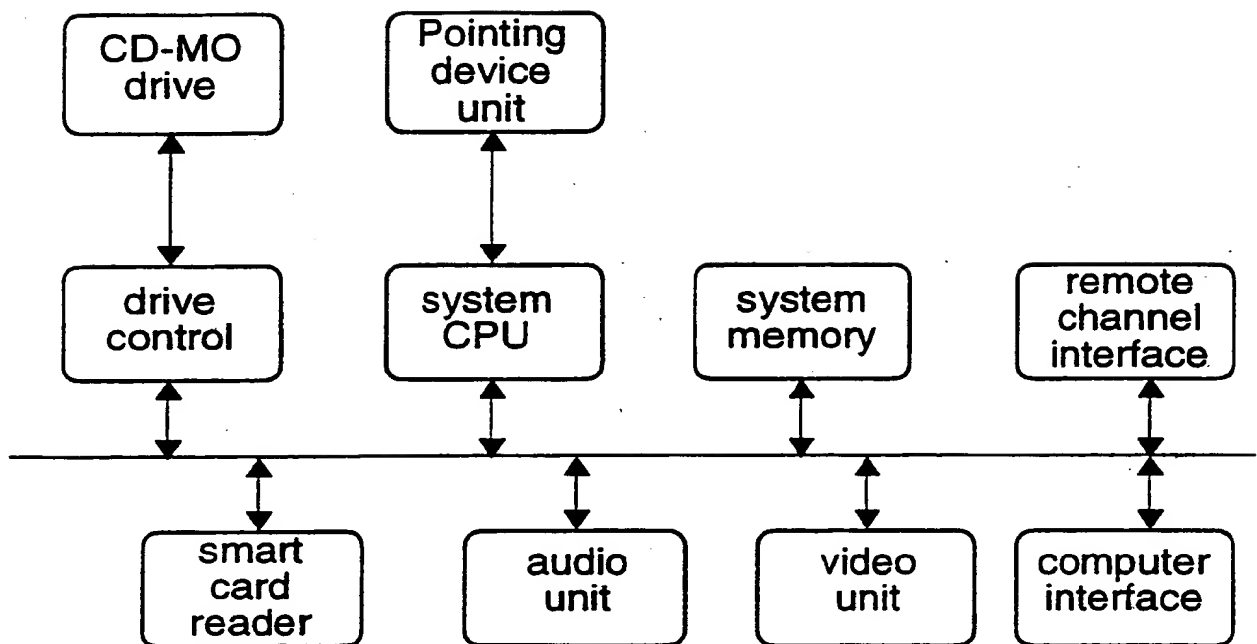 CD-MO
drive
Pointing
device
unit
drive
control
system
CPU
system
memory
remote
channel
interface
smart
card
reader
audio
unit
video
unit
computer
interface